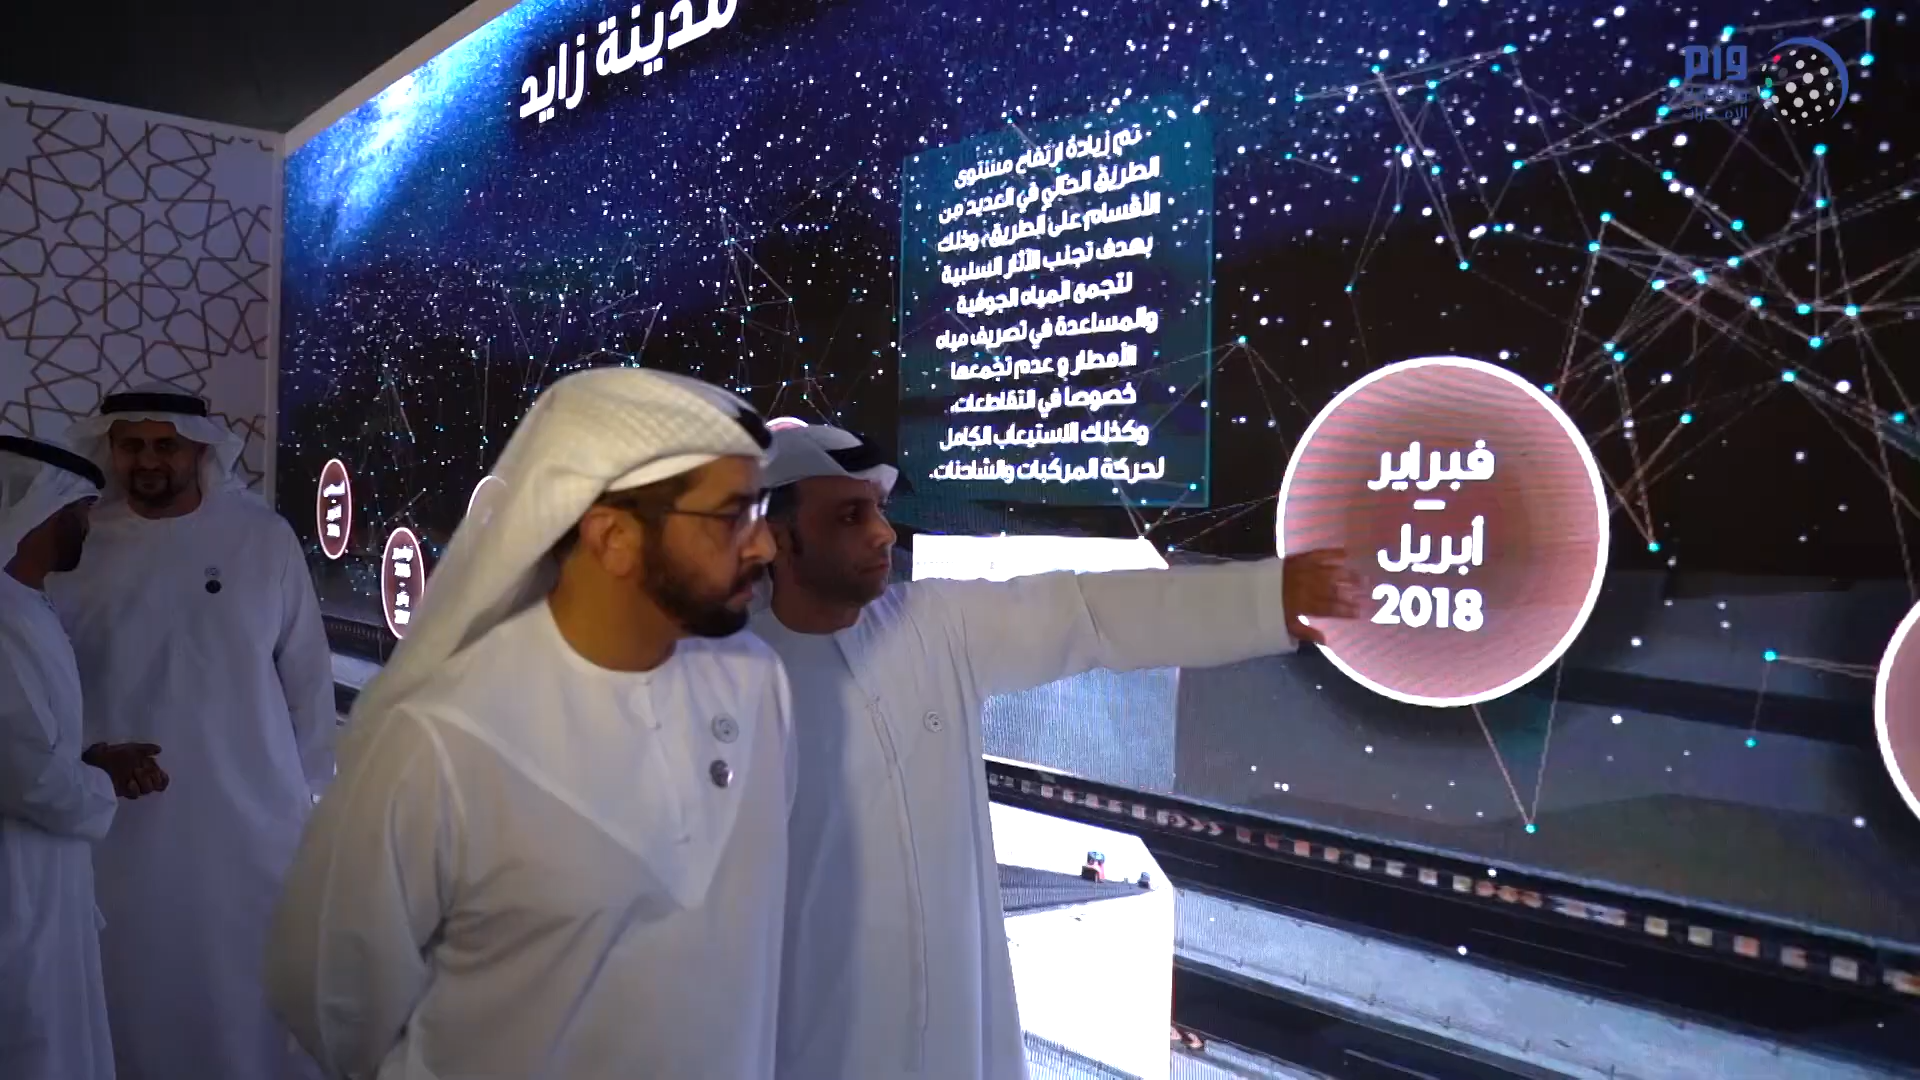 مدينة زايد
وام
تم زيادة ارتفاع مستوى
الطريق الحالي في العديد من
الأقسام على الطريق، وذلك
بهدف تجنب الآثار السلبية
لتجمع المياه الجوفية
والمساعدة في تصريف مياه
الأمطار و عدم تجمعها
خصوصا في التقاطعات،
وكذلك الاستيعاب الكامل
لحركة المركبات والشاحنات.
فبراير
-
أبريل
2018